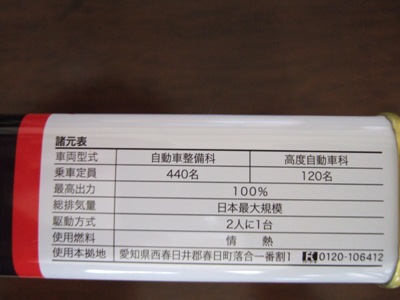 諸元表
車両型式 自動車整備科 高度自動車科
乗車定員 440名 120名
最高出力 100%
総排気量 日本最大規模
駆動方式 2人に1台
使用燃料 情熱
使用本拠地 愛知県西春日井郡春日町落合一番割1 0120-106412